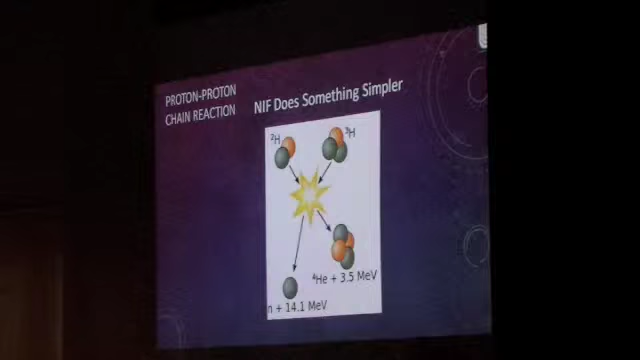 PROTON-PROTON
CHAIN REACTION
NIF Does Something Simpler
²H
³H
⁴He + 3.5 MeV
n + 14.1 MeV